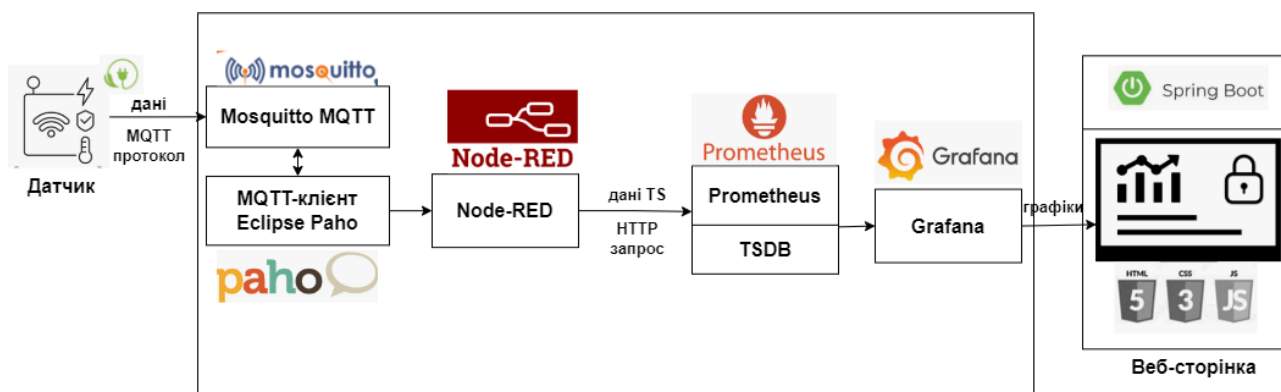 Датчик
дані
MQTT
протокол
mosquitto
Mosquitto MQTT
MQTT-клієнт
Eclipse Paho
paho
Node-RED
Node-RED
дані TS
HTTP
запрос
Prometheus
Prometheus
TSDB
Grafana
Grafana
графіки
Spring Boot
HTML
5
CSS
3
JS
JS
Веб-сторінка